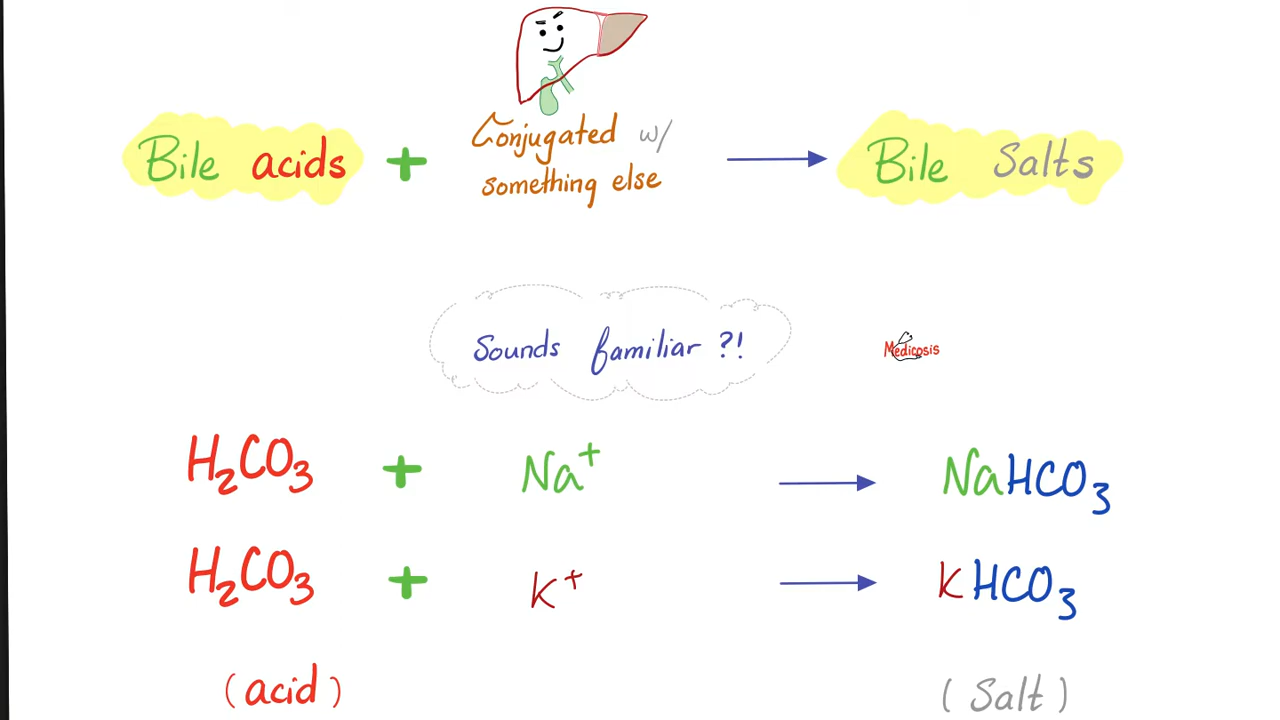 Bile acids + Conjugated w/ something else → Bile Salts
Sounds familiar ?!
Medicosis
H₂CO₃ + Na⁺ → NaHCO₃
H₂CO₃ + K⁺ → KHCO₃
(acid) (Salt)